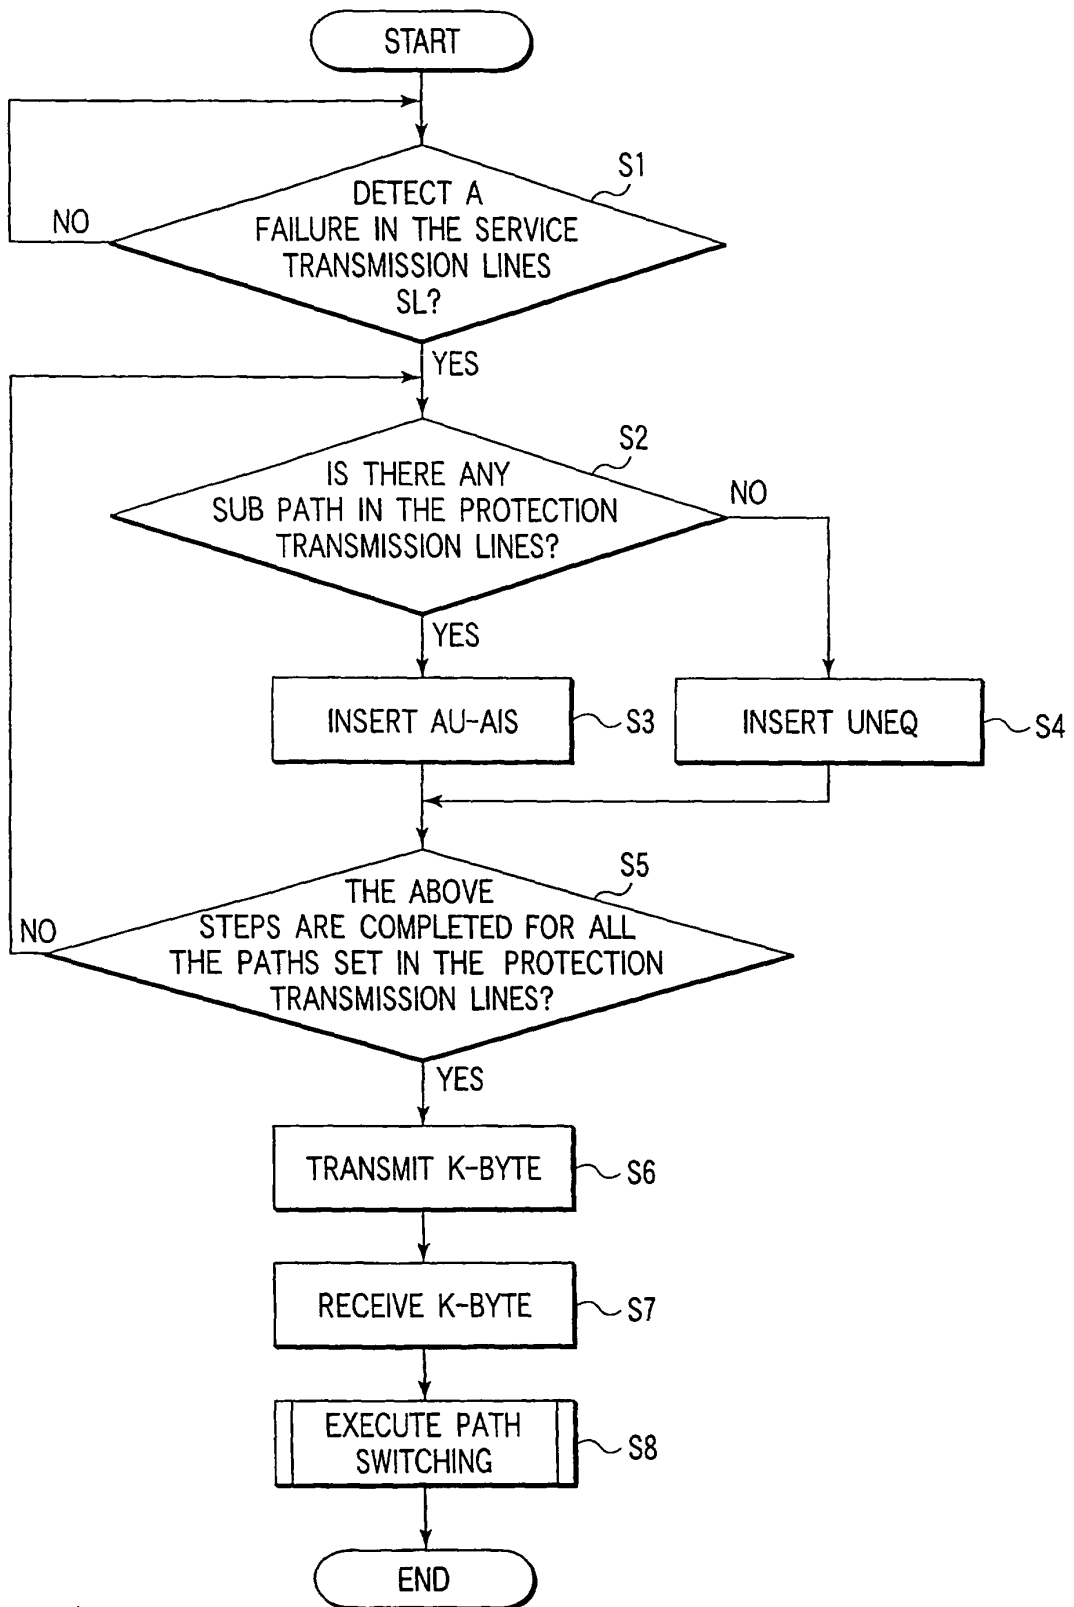 START
S1
DETECT A
FAILURE IN THE SERVICE
TRANSMISSION LINES
SL?
NO
YES
S2
IS THERE ANY
SUB PATH IN THE PROTECTION
TRANSMISSION LINES?
NO
YES
INSERT AU-AIS
S3
INSERT UNEQ
S4
S5
THE ABOVE
STEPS ARE COMPLETED FOR ALL
THE PATHS SET IN THE PROTECTION
TRANSMISSION LINES?
NO
YES
TRANSMIT K-BYTE
S6
RECEIVE K-BYTE
S7
EXECUTE PATH
SWITCHING
S8
END